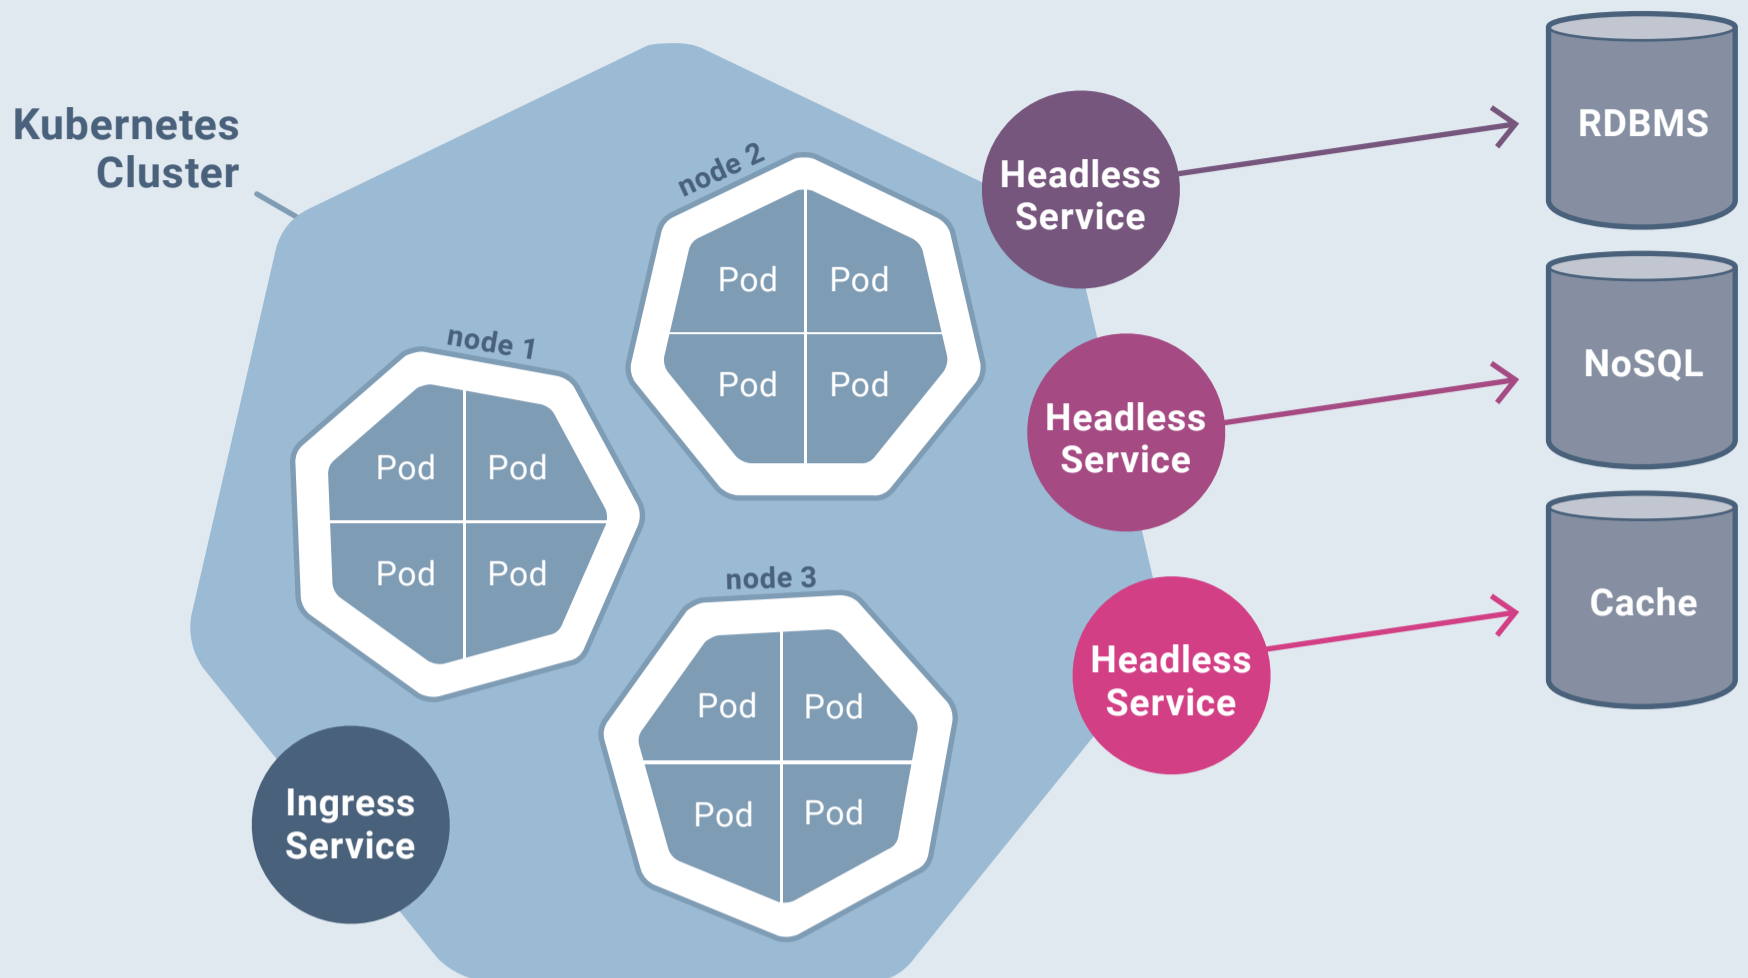 Kubernetes
Cluster
node 2
Pod Pod
Pod Pod
node 1
Pod Pod
Pod Pod
node 3
Pod Pod
Pod Pod
Ingress
Service
Headless
Service
Headless
Service
Headless
Service
RDBMS
NoSQL
Cache